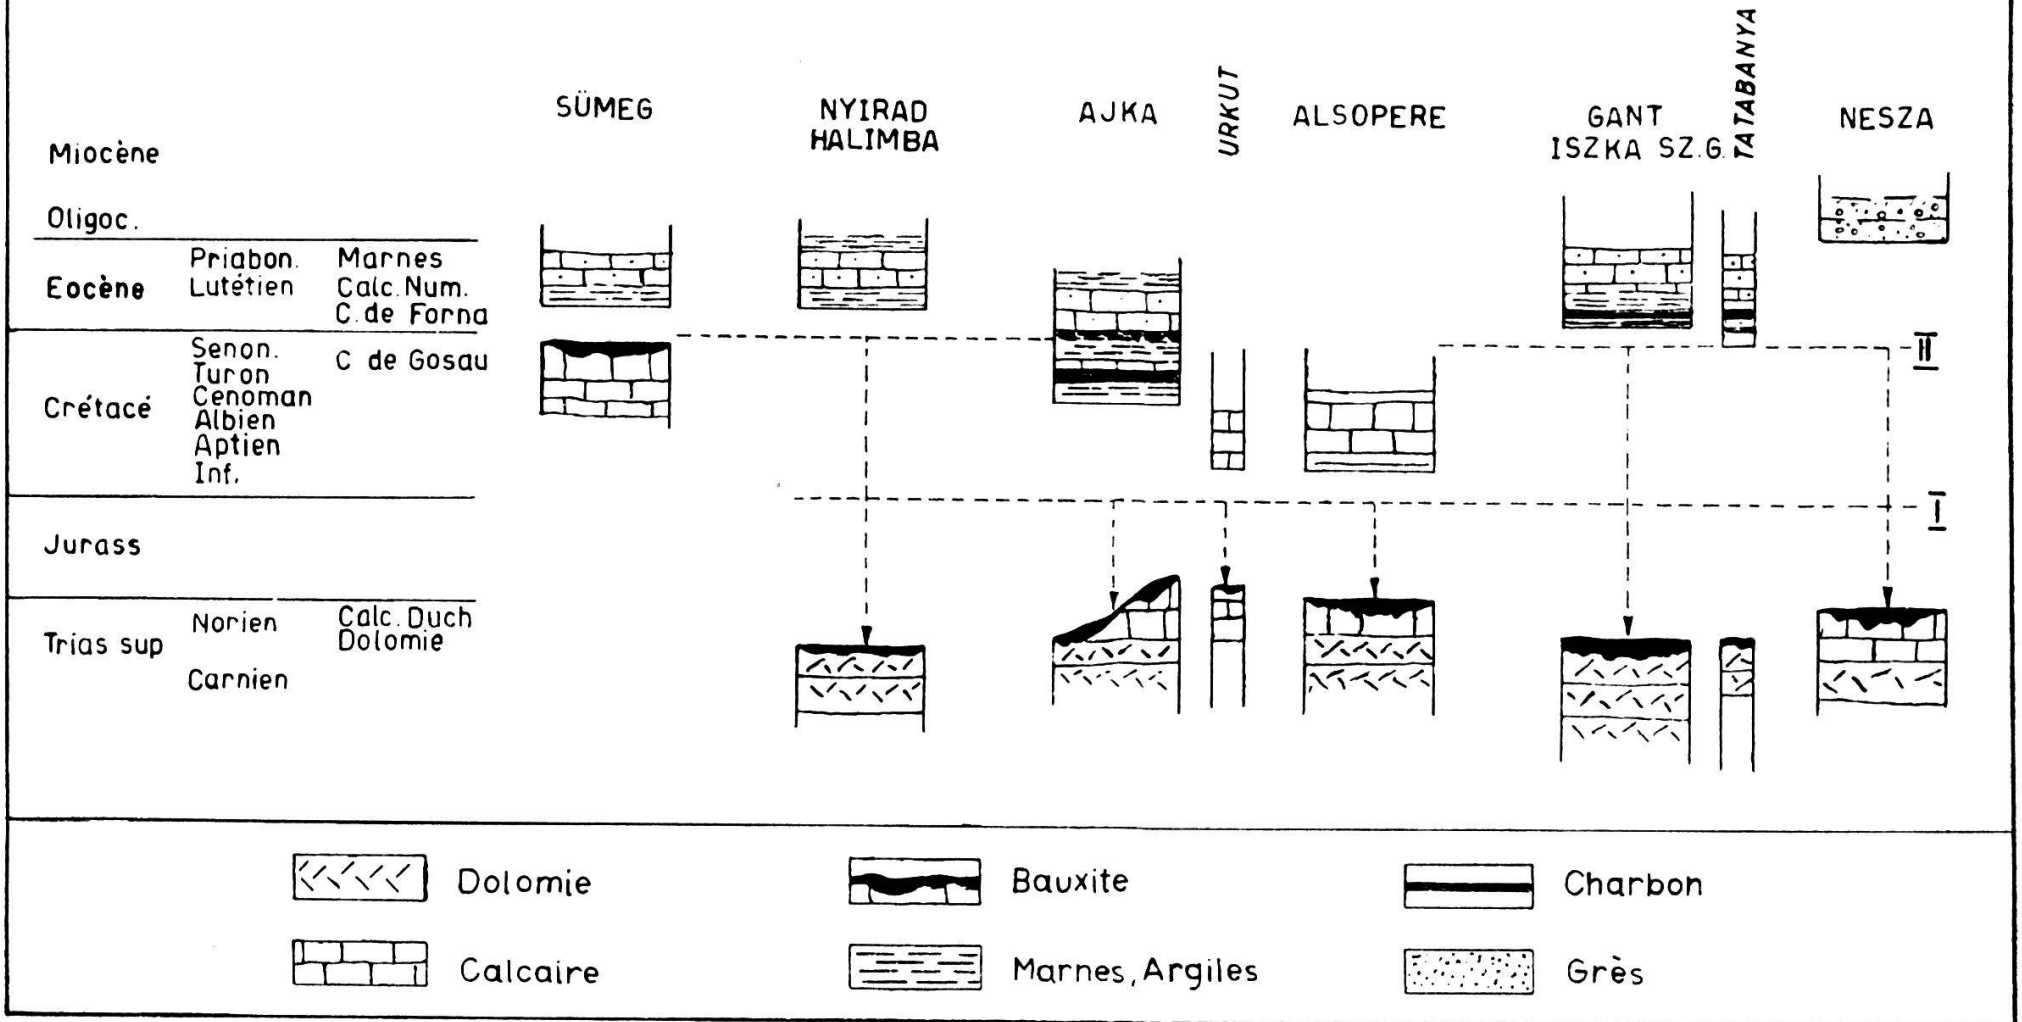 SÜMEG
NYIRAD
HALIMBA
AJKA
URKUT
ALSOPERE
GANT
ISZKA SZ.G.
TATABANYA
NESZA
Miocène
Oligoc.
Eocène
Priabon. Marnes
Lutétien Calc. Num.
C. de Forna
Crétacé
Senon. C de Gosau
Turon
Cenoman
Albien
Aptien
Inf.
II
I
Jurass
Trias sup
Norien Calc. Duch
Dolomie
Carnien
Dolomie
Bauxite
Charbon
Calcaire
Marnes, Argiles
Grès